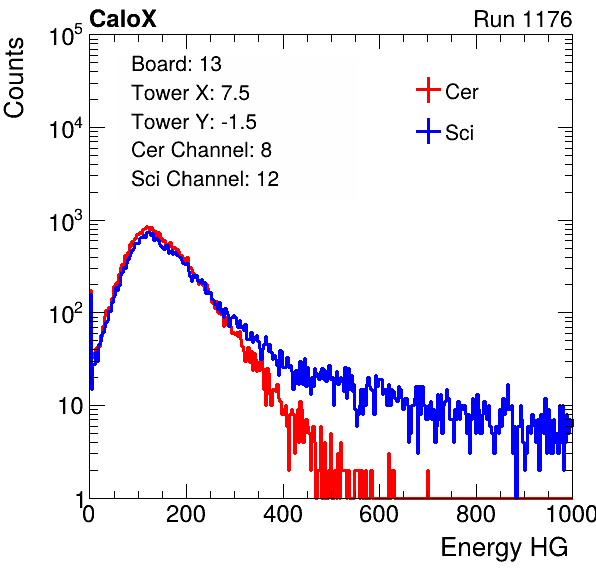 CaloX Run 1176
Counts
10^5
10^4
10^3
10^2
10
1
Board: 13
Tower X: 7.5
Tower Y: -1.5
Cer Channel: 8
Sci Channel: 12
Cer
Sci
0 200 400 600 800 1000
Energy HG